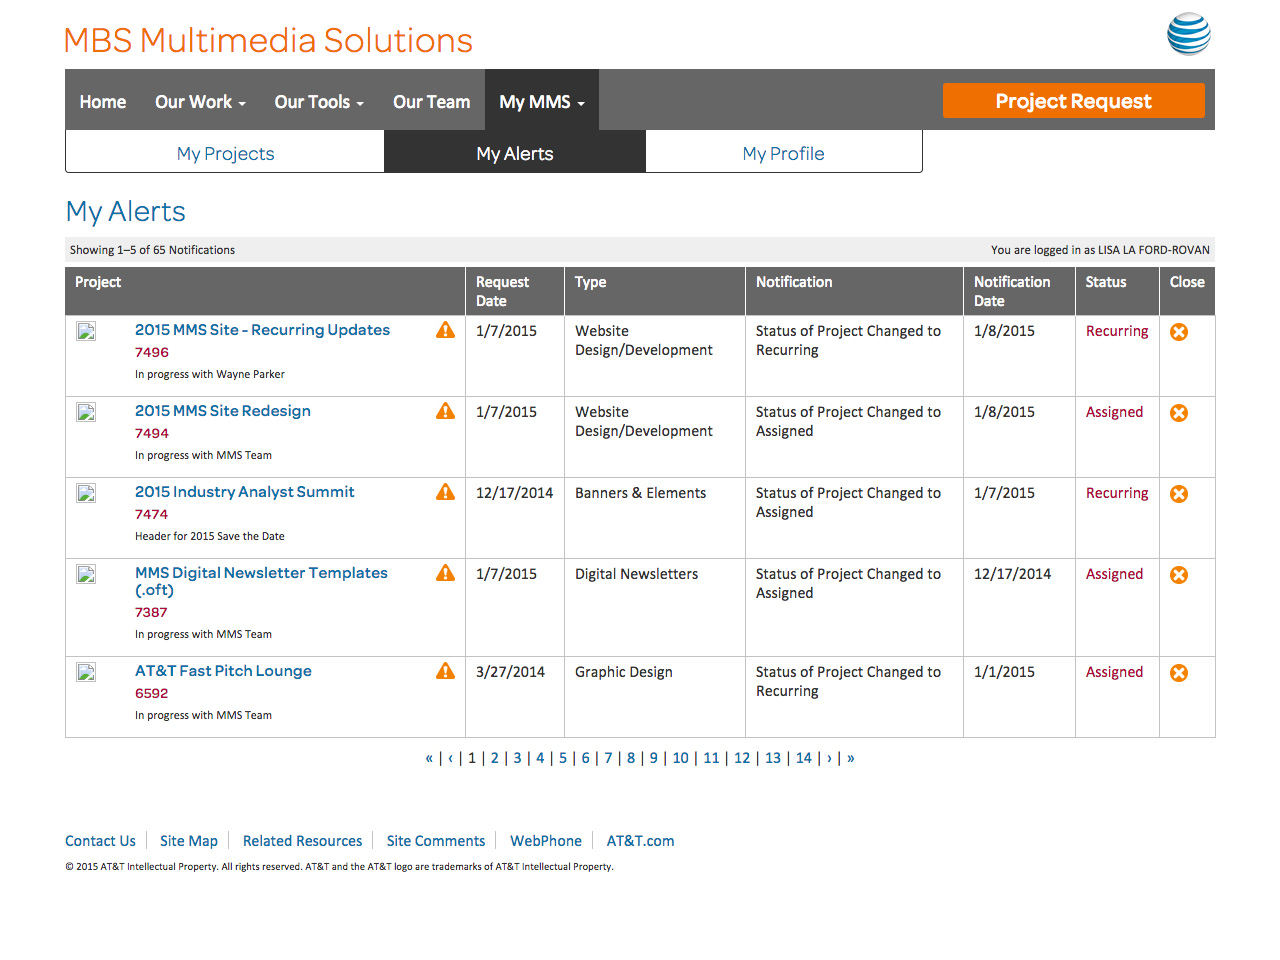 MBS Multimedia Solutions
Home Our Work Our Tools Our Team My MMS Project Request
My Projects My Alerts My Profile
My Alerts
Showing 1–5 of 65 Notifications You are logged in as LISA LA FORD-ROVAN
Project Request Date Type Notification Notification Date Status Close
2015 MMS Site - Recurring Updates 1/7/2015 Website Design/Development Status of Project Changed to Recurring 1/8/2015 Recurring
7496
In progress with Wayne Parker
2015 MMS Site Redesign 1/7/2015 Website Design/Development Status of Project Changed to Assigned 1/8/2015 Assigned
7494
In progress with MMS Team
2015 Industry Analyst Summit 12/17/2014 Banners & Elements Status of Project Changed to Assigned 1/7/2015 Recurring
7474
Header for 2015 Save the Date
MMS Digital Newsletter Templates (.oft) 1/7/2015 Digital Newsletters Status of Project Changed to Assigned 12/17/2014 Assigned
7387
In progress with MMS Team
AT&T Fast Pitch Lounge 3/27/2014 Graphic Design Status of Project Changed to Recurring 1/1/2015 Assigned
6592
In progress with MMS Team
« | ‹ | 1 | 2 | 3 | 4 | 5 | 6 | 7 | 8 | 9 | 10 | 11 | 12 | 13 | 14 | › | »
Contact Us Site Map Related Resources Site Comments WebPhone AT&T.com
© 2015 AT&T Intellectual Property. All rights reserved. AT&T and the AT&T logo are trademarks of AT&T Intellectual Property.